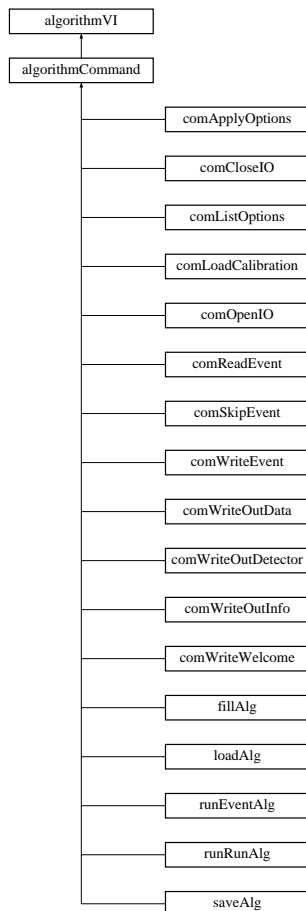 algorithmVI
algorithmCommand
comApplyOptions
comCloseIO
comListOptions
comLoadCalibration
comOpenIO
comReadEvent
comSkipEvent
comWriteEvent
comWriteOutData
comWriteOutDetector
comWriteOutInfo
comWriteWelcome
fillAlg
loadAlg
runEventAlg
runRunAlg
saveAlg